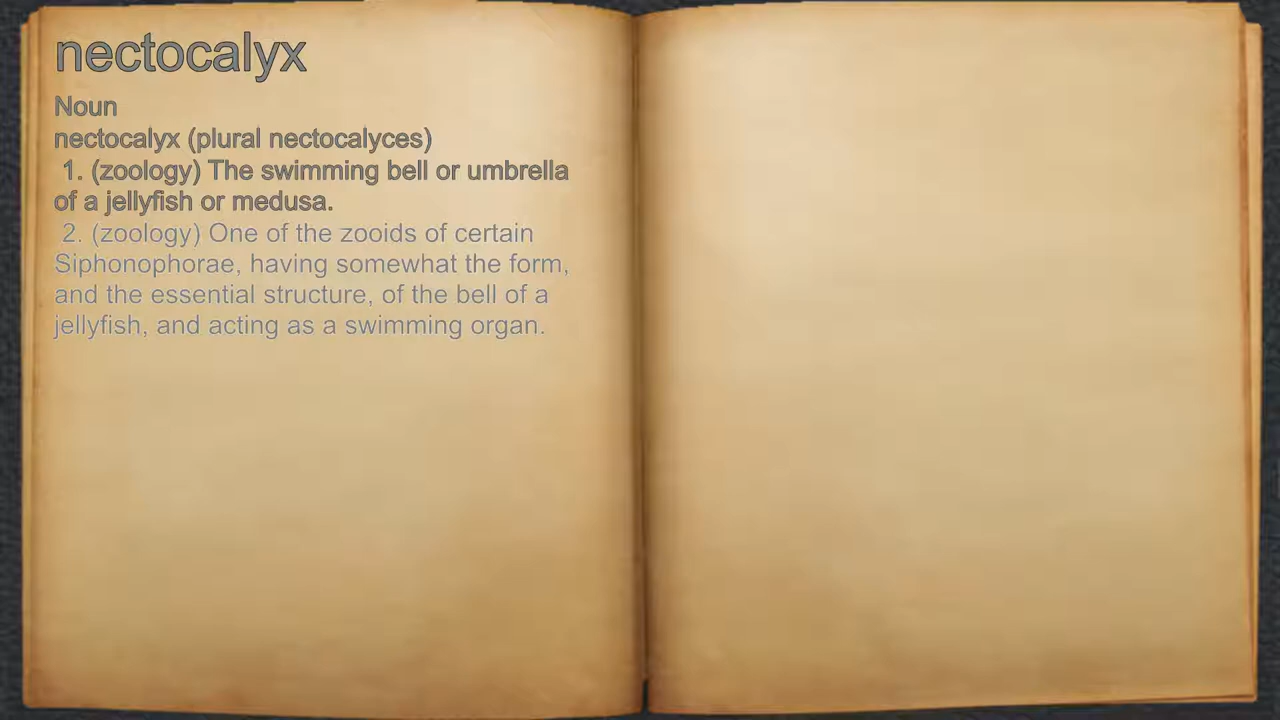 nectocalyx
Noun
nectocalyx (plural nectocalyces)
1. (zoology) The swimming bell or umbrella
of a jellyfish or medusa.
2. (zoology) One of the zooids of certain
Siphonophorae, having somewhat the form,
and the essential structure, of the bell of a
jellyfish, and acting as a swimming organ.